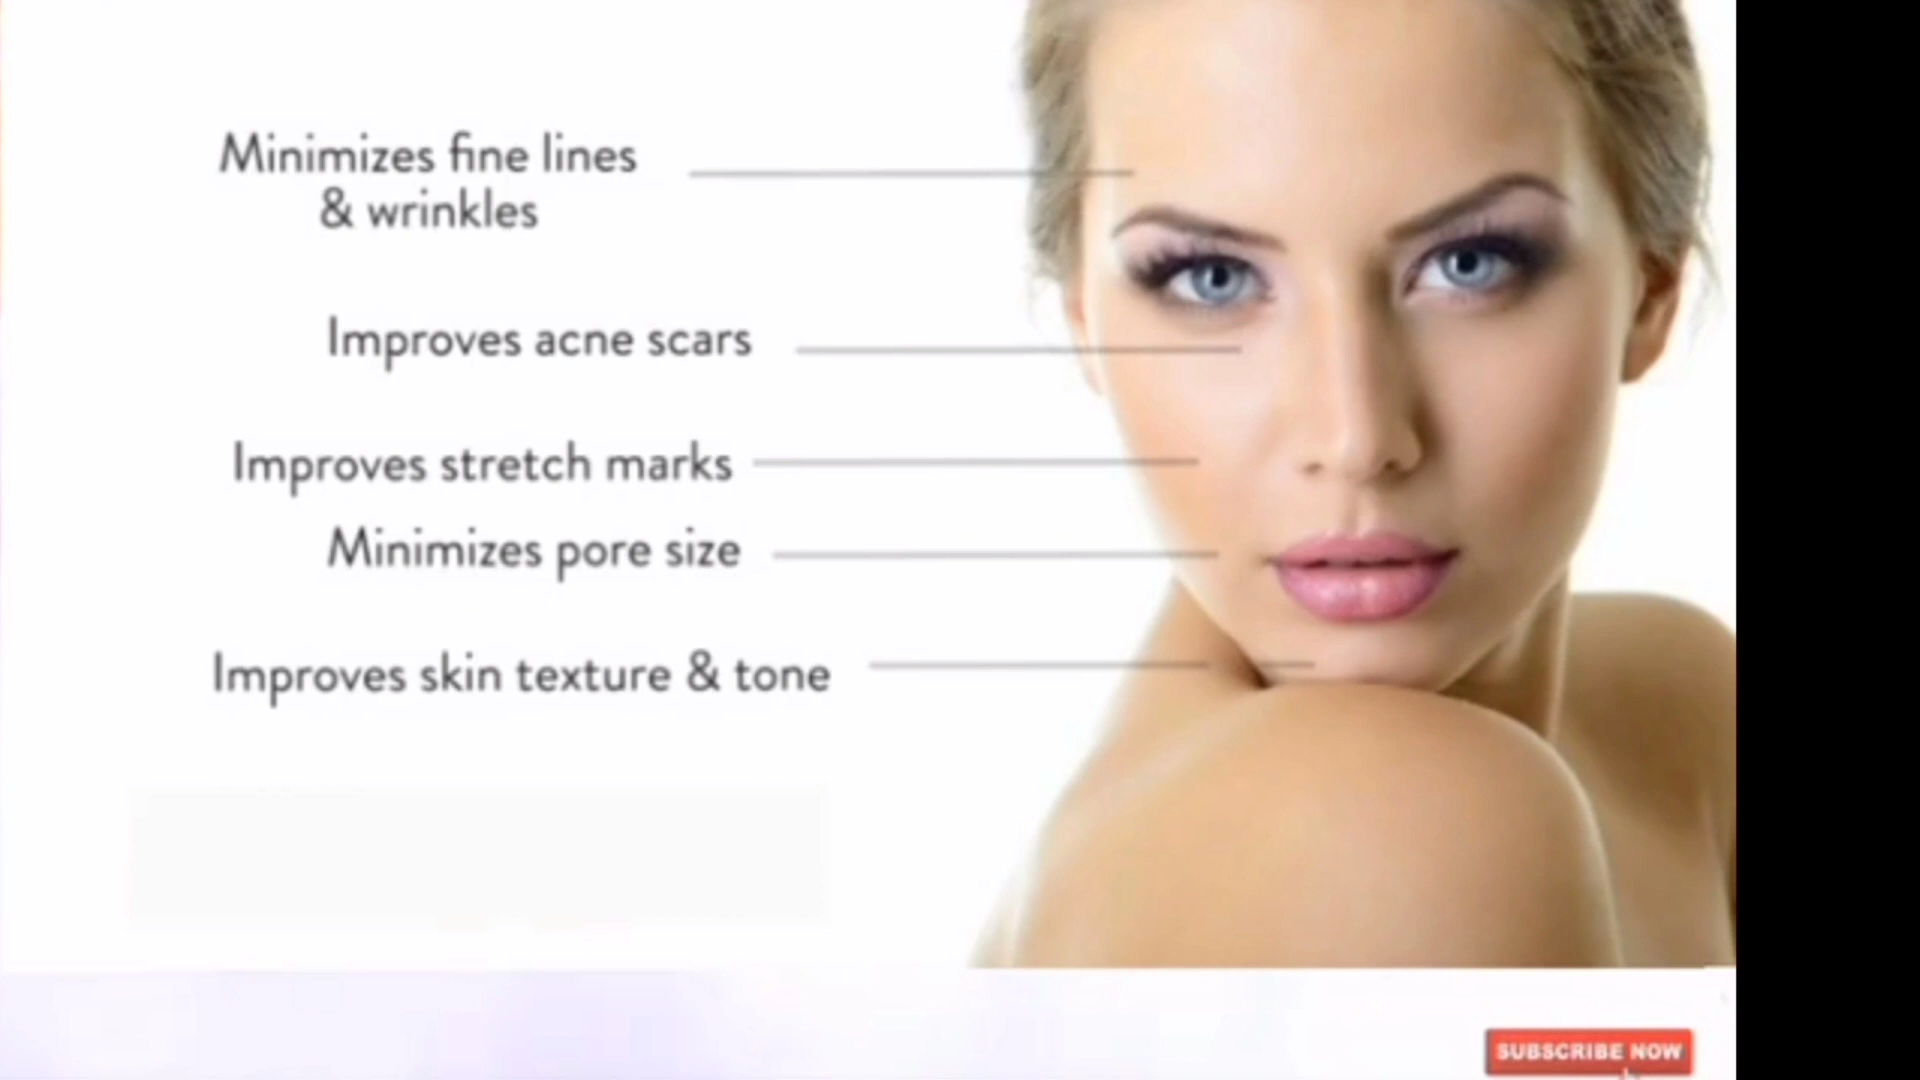 Minimizes fine lines
& wrinkles
Improves acne scars
Improves stretch marks
Minimizes pore size
Improves skin texture & tone
SUBSCRIBE NOW